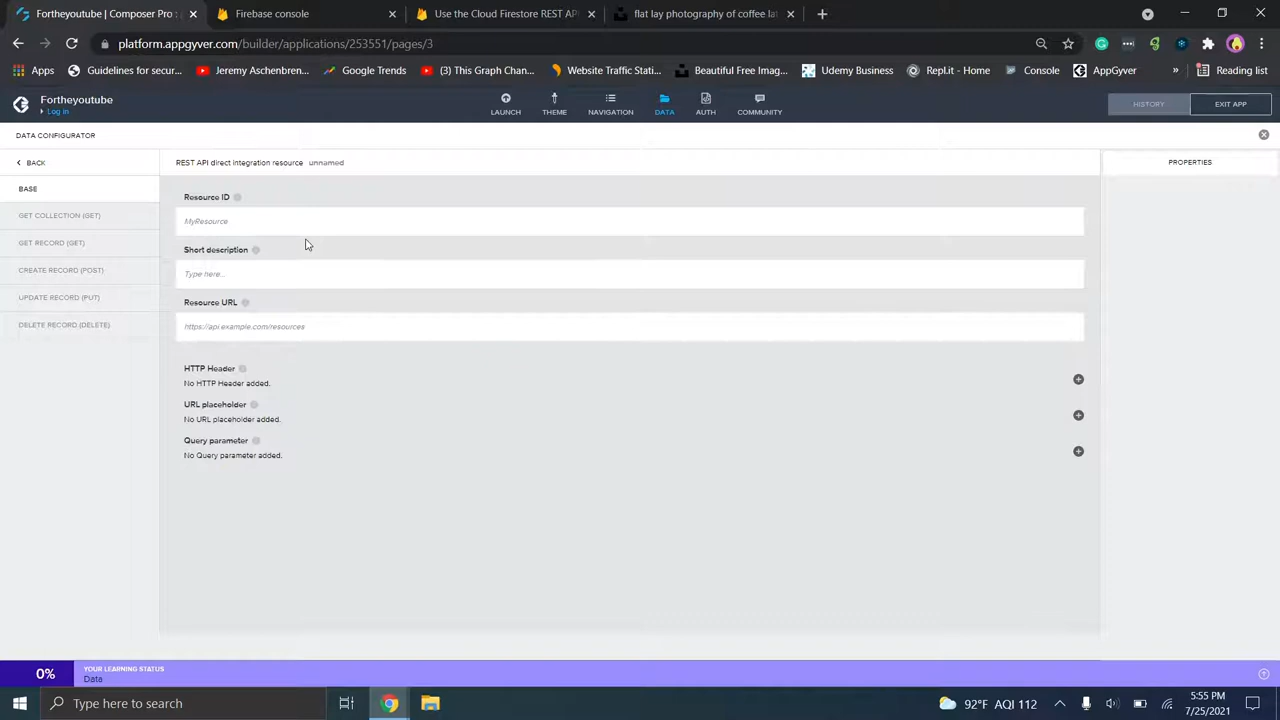 Fortheyoutube | Composer Pro
Firebase console
Use the Cloud Firestore REST API
flat lay photography of coffee lat
platform.appgyver.com/builder/applications/253551/pages/3
Apps
Guidelines for secur...
Jeremy Aschenbren...
Google Trends
(3) This Graph Chan...
Website Traffic Stati...
Beautiful Free Imag...
Udemy Business
Repl.it - Home
Console
AppGyver
»
Reading list
Fortheyoutube
Log in
LAUNCH
THEME
NAVIGATION
DATA
AUTH
COMMUNITY
HISTORY
EXIT APP
DATA CONFIGURATOR
BACK
REST API direct integration resource unnamed
PROPERTIES
BASE
GET COLLECTION (GET)
GET RECORD (GET)
CREATE RECORD (POST)
UPDATE RECORD (PUT)
DELETE RECORD (DELETE)
Resource ID
MyResource
Short description
Type here...
Resource URL
https://api.example.com/resources
HTTP Header
No HTTP Header added.
URL placeholder
No URL placeholder added.
Query parameter
No Query parameter added.
0%
YOUR LEARNING STATUS
Data
Type here to search
92°F AQI 112
5:55 PM
7/25/2021